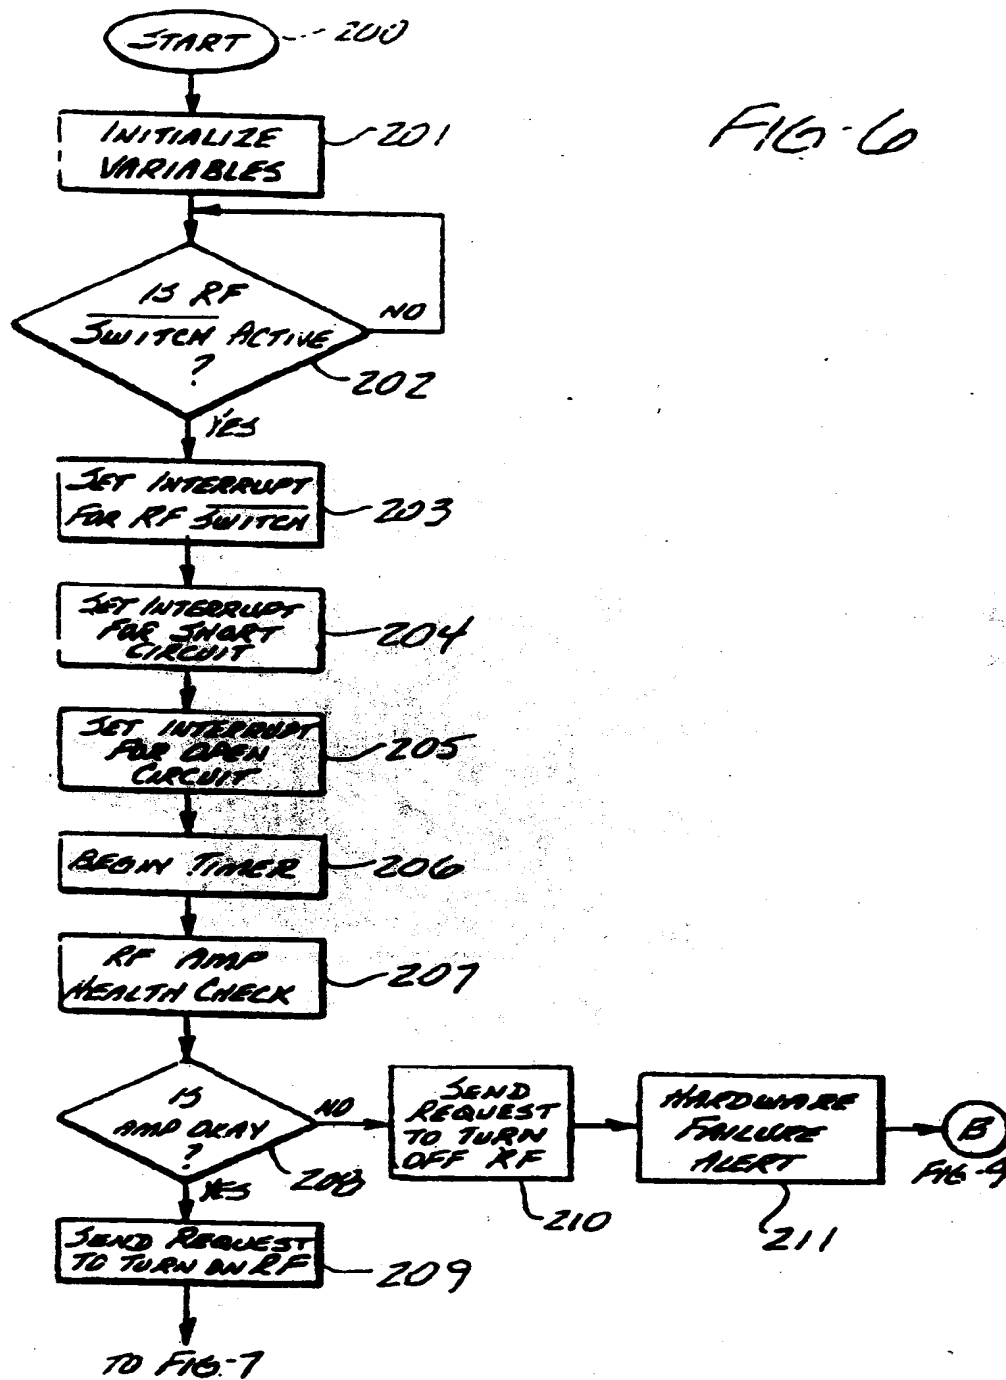 START
200
FIG-6
INITIALIZE
VARIABLES
201
IS RF
SWITCH ACTIVE
?
NO
202
YES
SET INTERRUPT
FOR RF SWITCH
203
SET INTERRUPT
FOR SHORT
CIRCUIT
204
SET INTERRUPT
FOR OPEN
CIRCUIT
205
BEGIN TIMER
206
RF AMP
HEALTH CHECK
207
IS
AMP OKAY
?
NO
208
YES
SEND
REQUEST
TO TURN
OFF RF
210
HARDWARE
FAILURE
ALERT
211
B
FIG-9
SEND REQUEST
TO TURN ON RF
209
TO FIG-7